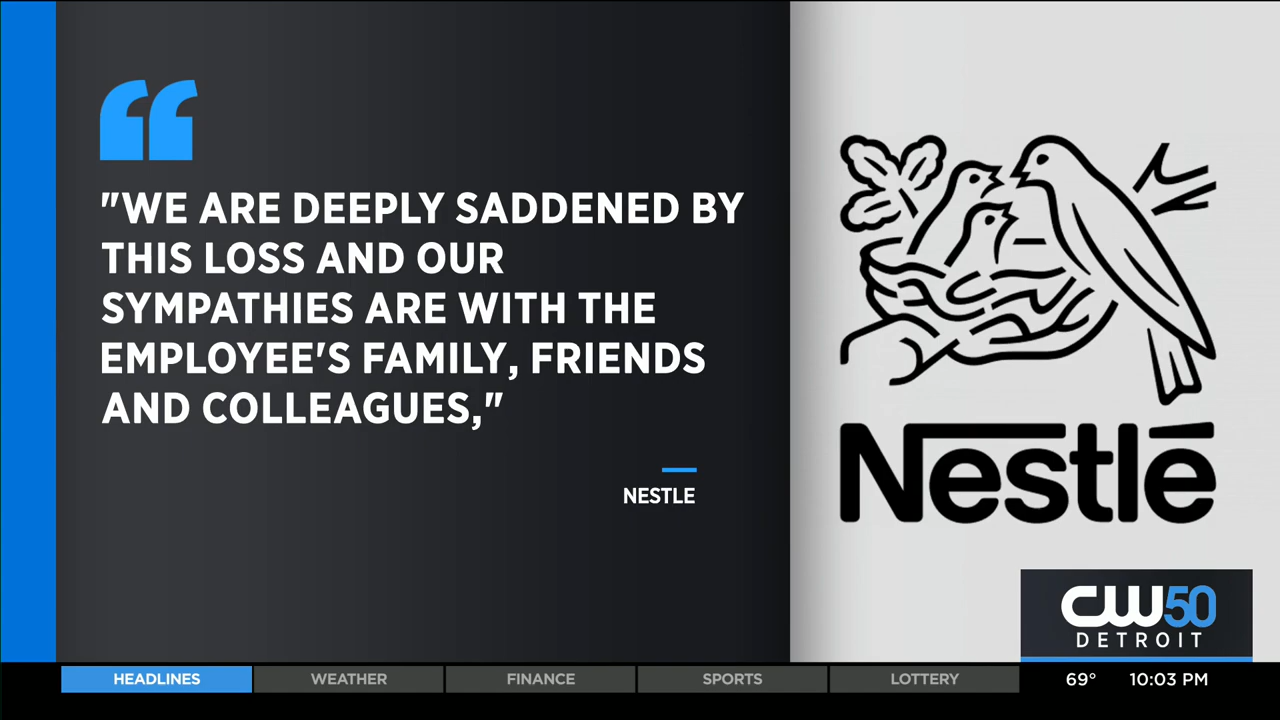 "WE ARE DEEPLY SADDENED BY
THIS LOSS AND OUR
SYMPATHIES ARE WITH THE
EMPLOYEE'S FAMILY, FRIENDS
AND COLLEAGUES,"
NESTLE
Nestlé
CW50
DETROIT
HEADLINES WEATHER FINANCE SPORTS LOTTERY 69° 10:03 PM